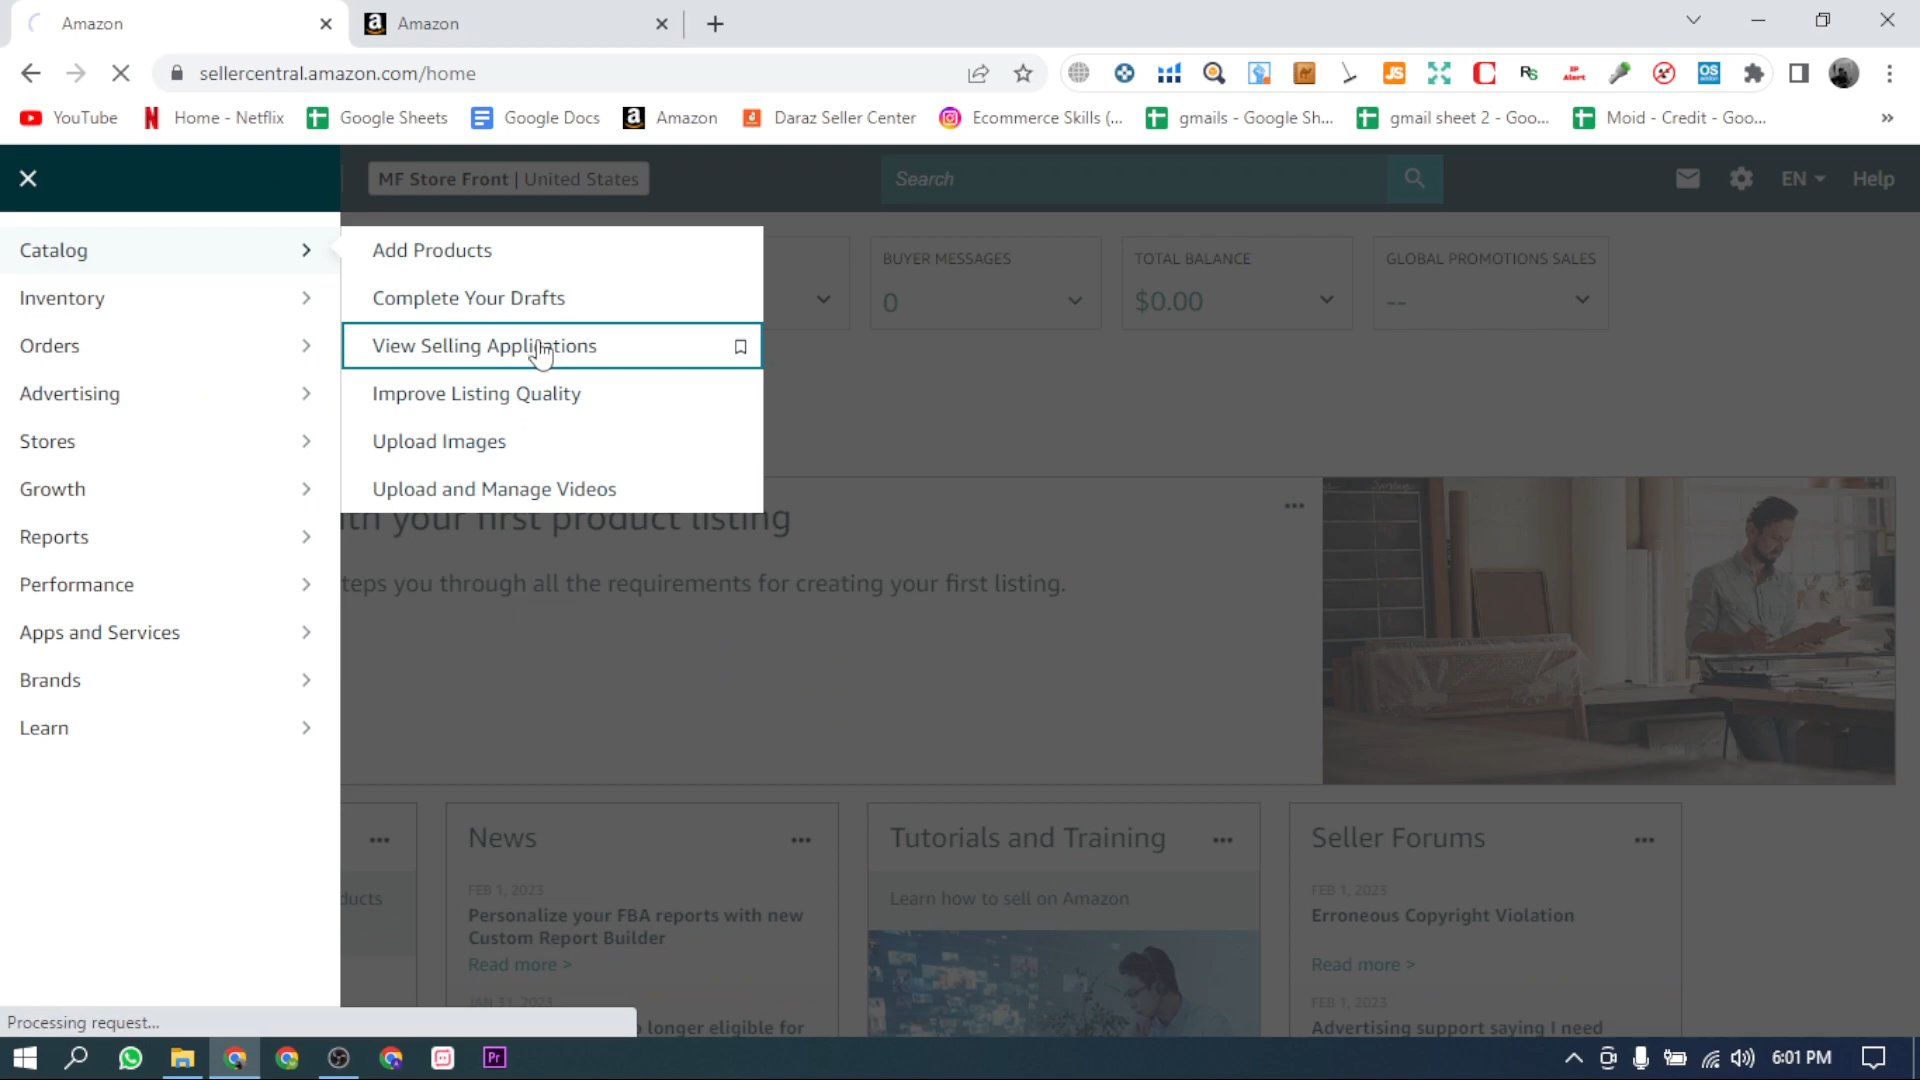 Amazon
Amazon
sellercentral.amazon.com/home
YouTube
Home - Netflix
Google Sheets
Google Docs
Amazon
Daraz Seller Center
Ecommerce Skills (...
gmails - Google Sh...
gmail sheet 2 - Goo...
Moid - Credit - Goo...
»
MF Store Front | United States
Search
EN
Help
Catalog
Inventory
Orders
Advertising
Stores
Growth
Reports
Performance
Apps and Services
Brands
Learn
Add Products
Complete Your Drafts
View Selling Applications
Improve Listing Quality
Upload Images
Upload and Manage Videos
BUYER MESSAGES
0
TOTAL BALANCE
$0.00
GLOBAL PROMOTIONS SALES
--
ith your first product listing
teps you through all the requirements for creating your first listing.
ducts
News
FEB 1, 2023
Personalize your FBA reports with new
Custom Report Builder
Read more >
JAN 31, 2023
longer eligible for
Tutorials and Training
Learn how to sell on Amazon
Seller Forums
FEB 1, 2023
Erroneous Copyright Violation
Read more >
FEB 1, 2023
Advertising support saying I need
Processing request...
6:01 PM